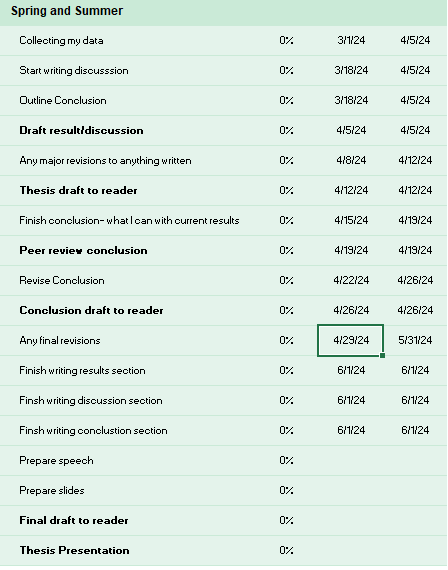 Spring and Summer
Collecting my data 0% 3/1/24 4/5/24
Start writing discusssion 0% 3/18/24 4/5/24
Outline Conclusion 0% 3/18/24 4/5/24
Draft result/discussion 0% 4/5/24 4/5/24
Any major revisions to anything written 0% 4/8/24 4/12/24
Thesis draft to reader 0% 4/12/24 4/12/24
Finish conclusion- what I can with current results 0% 4/15/24 4/19/24
Peer review conclusion 0% 4/19/24 4/19/24
Revise Conclusion 0% 4/22/24 4/26/24
Conclusion draft to reader 0% 4/26/24 4/26/24
Any final revisions 0% 4/29/24 5/31/24
Finish writing results section 0% 6/1/24 6/1/24
Finsh writing discussion section 0% 6/1/24 6/1/24
Finsh writing conclustion section 0% 6/1/24 6/1/24
Prepare speech 0%
Prepare slides 0%
Final draft to reader 0%
Thesis Presentation 0%